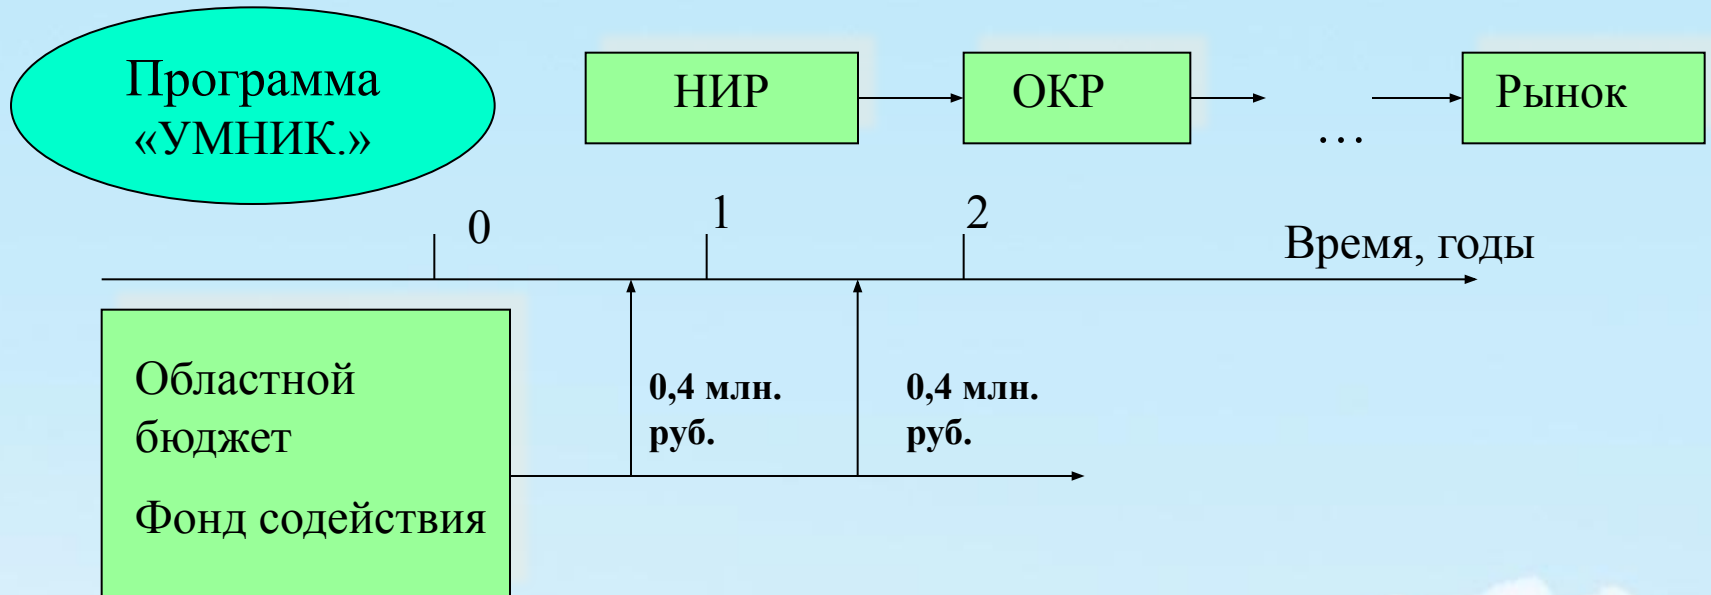 Программа
«УМНИК.»
НИР
ОКР
…
Рынок
0
1
2
Время, годы
Областной
бюджет
Фонд содействия
0,4 млн.
руб.
0,4 млн.
руб.